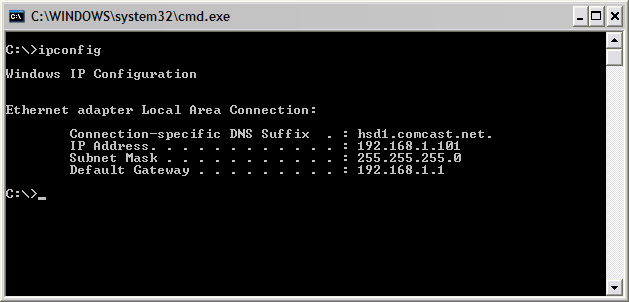 C:\WINDOWS\system32\cmd.exe
C:\>ipconfig
Windows IP Configuration
Ethernet adapter Local Area Connection:
Connection-specific DNS Suffix . : hsd1.comcast.net.
IP Address. . . . . . . . . . . . : 192.168.1.101
Subnet Mask . . . . . . . . . . . : 255.255.255.0
Default Gateway . . . . . . . . . : 192.168.1.1
C:\>_